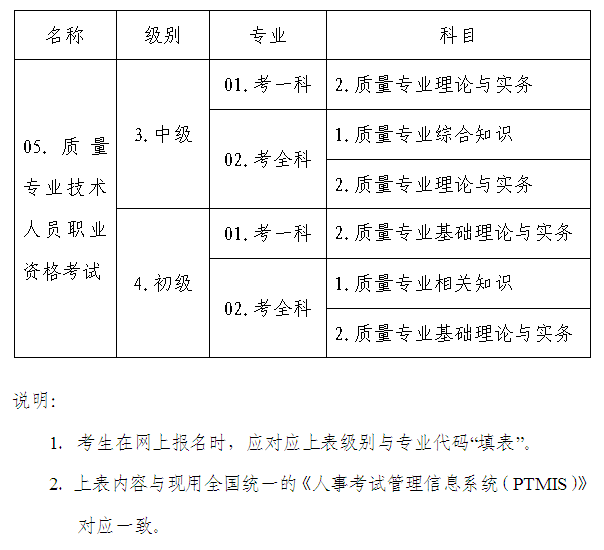 名称 级别 专业 科目
05. 质量
专业技术
人员职业
资格考试
3.中级
01.考一科 2.质量专业理论与实务
02.考全科 1.质量专业综合知识
2.质量专业理论与实务
4.初级
01.考一科 2.质量专业基础理论与实务
02.考全科 1.质量专业相关知识
2.质量专业基础理论与实务
说明：
1. 考生在网上报名时，应对应上表级别与专业代码“填表”。
2. 上表内容与现用全国统一的《人事考试管理信息系统（PTMIS）》
对应一致。